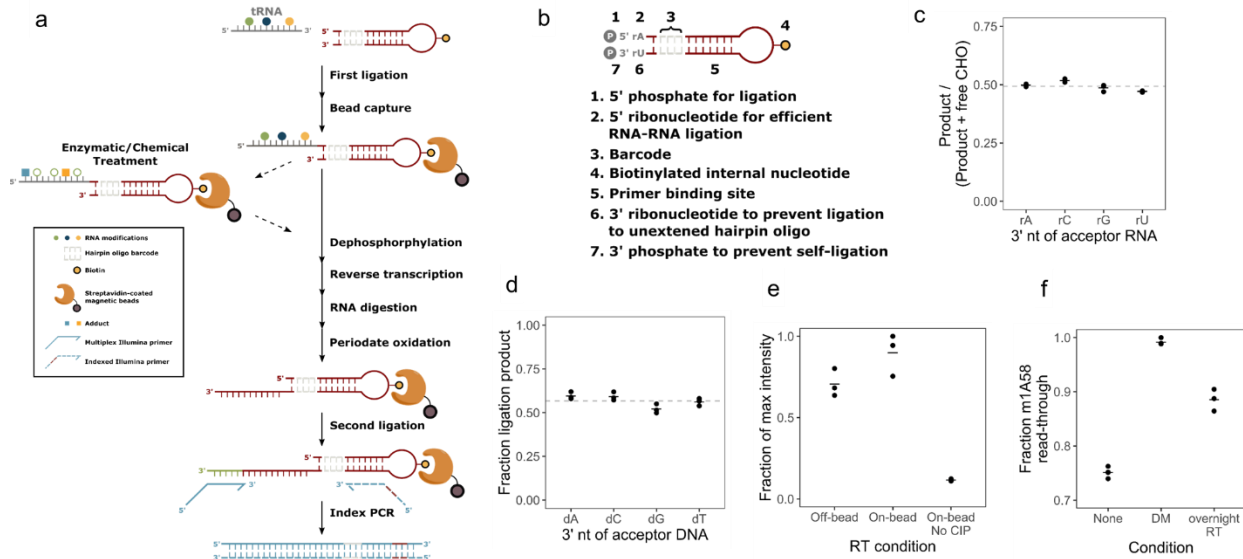 a
tRNA
5' 3' 5'
3'
First ligation
Bead capture
Enzymatic/Chemical
Treatment
5'
3'
5'
3'
RNA modifications
Hairpin oligo barcode
Biotin
Streptavidin-coated
magnetic beads
Adduct
Multiplex Illumina primer
Indexed Illumina primer
Dephosphorylation
Reverse transcription
RNA digestion
Periodate oxidation
5'
3'
Second ligation
5'
3'
3' 3'
5' 5'
Index PCR
5' 3'
3' 5'
b
1 2 3 4
P 5' rA
P 3' rU
7 6 5
1. 5' phosphate for ligation
2. 5' ribonucleotide for efficient
RNA-RNA ligation
3. Barcode
4. Biotinylated internal nucleotide
5. Primer binding site
6. 3' ribonucleotide to prevent ligation
to unextended hairpin oligo
7. 3' phosphate to prevent self-ligation
c
Product /
(Product + free CHO)
0.75
0.50
0.25
0.00
rA rC rG rU
3' nt of acceptor RNA
d
Fraction ligation product
1.00
0.75
0.50
0.25
0.00
dA dC dG dT
3' nt of acceptor DNA
e
Fraction of max intensity
1.0
0.5
0.0
Off-bead On-bead On-bead
No CIP
RT condition
f
Fraction m1A58
read-through
1.0
0.9
0.8
0.7
None DM overnight
RT
Condition